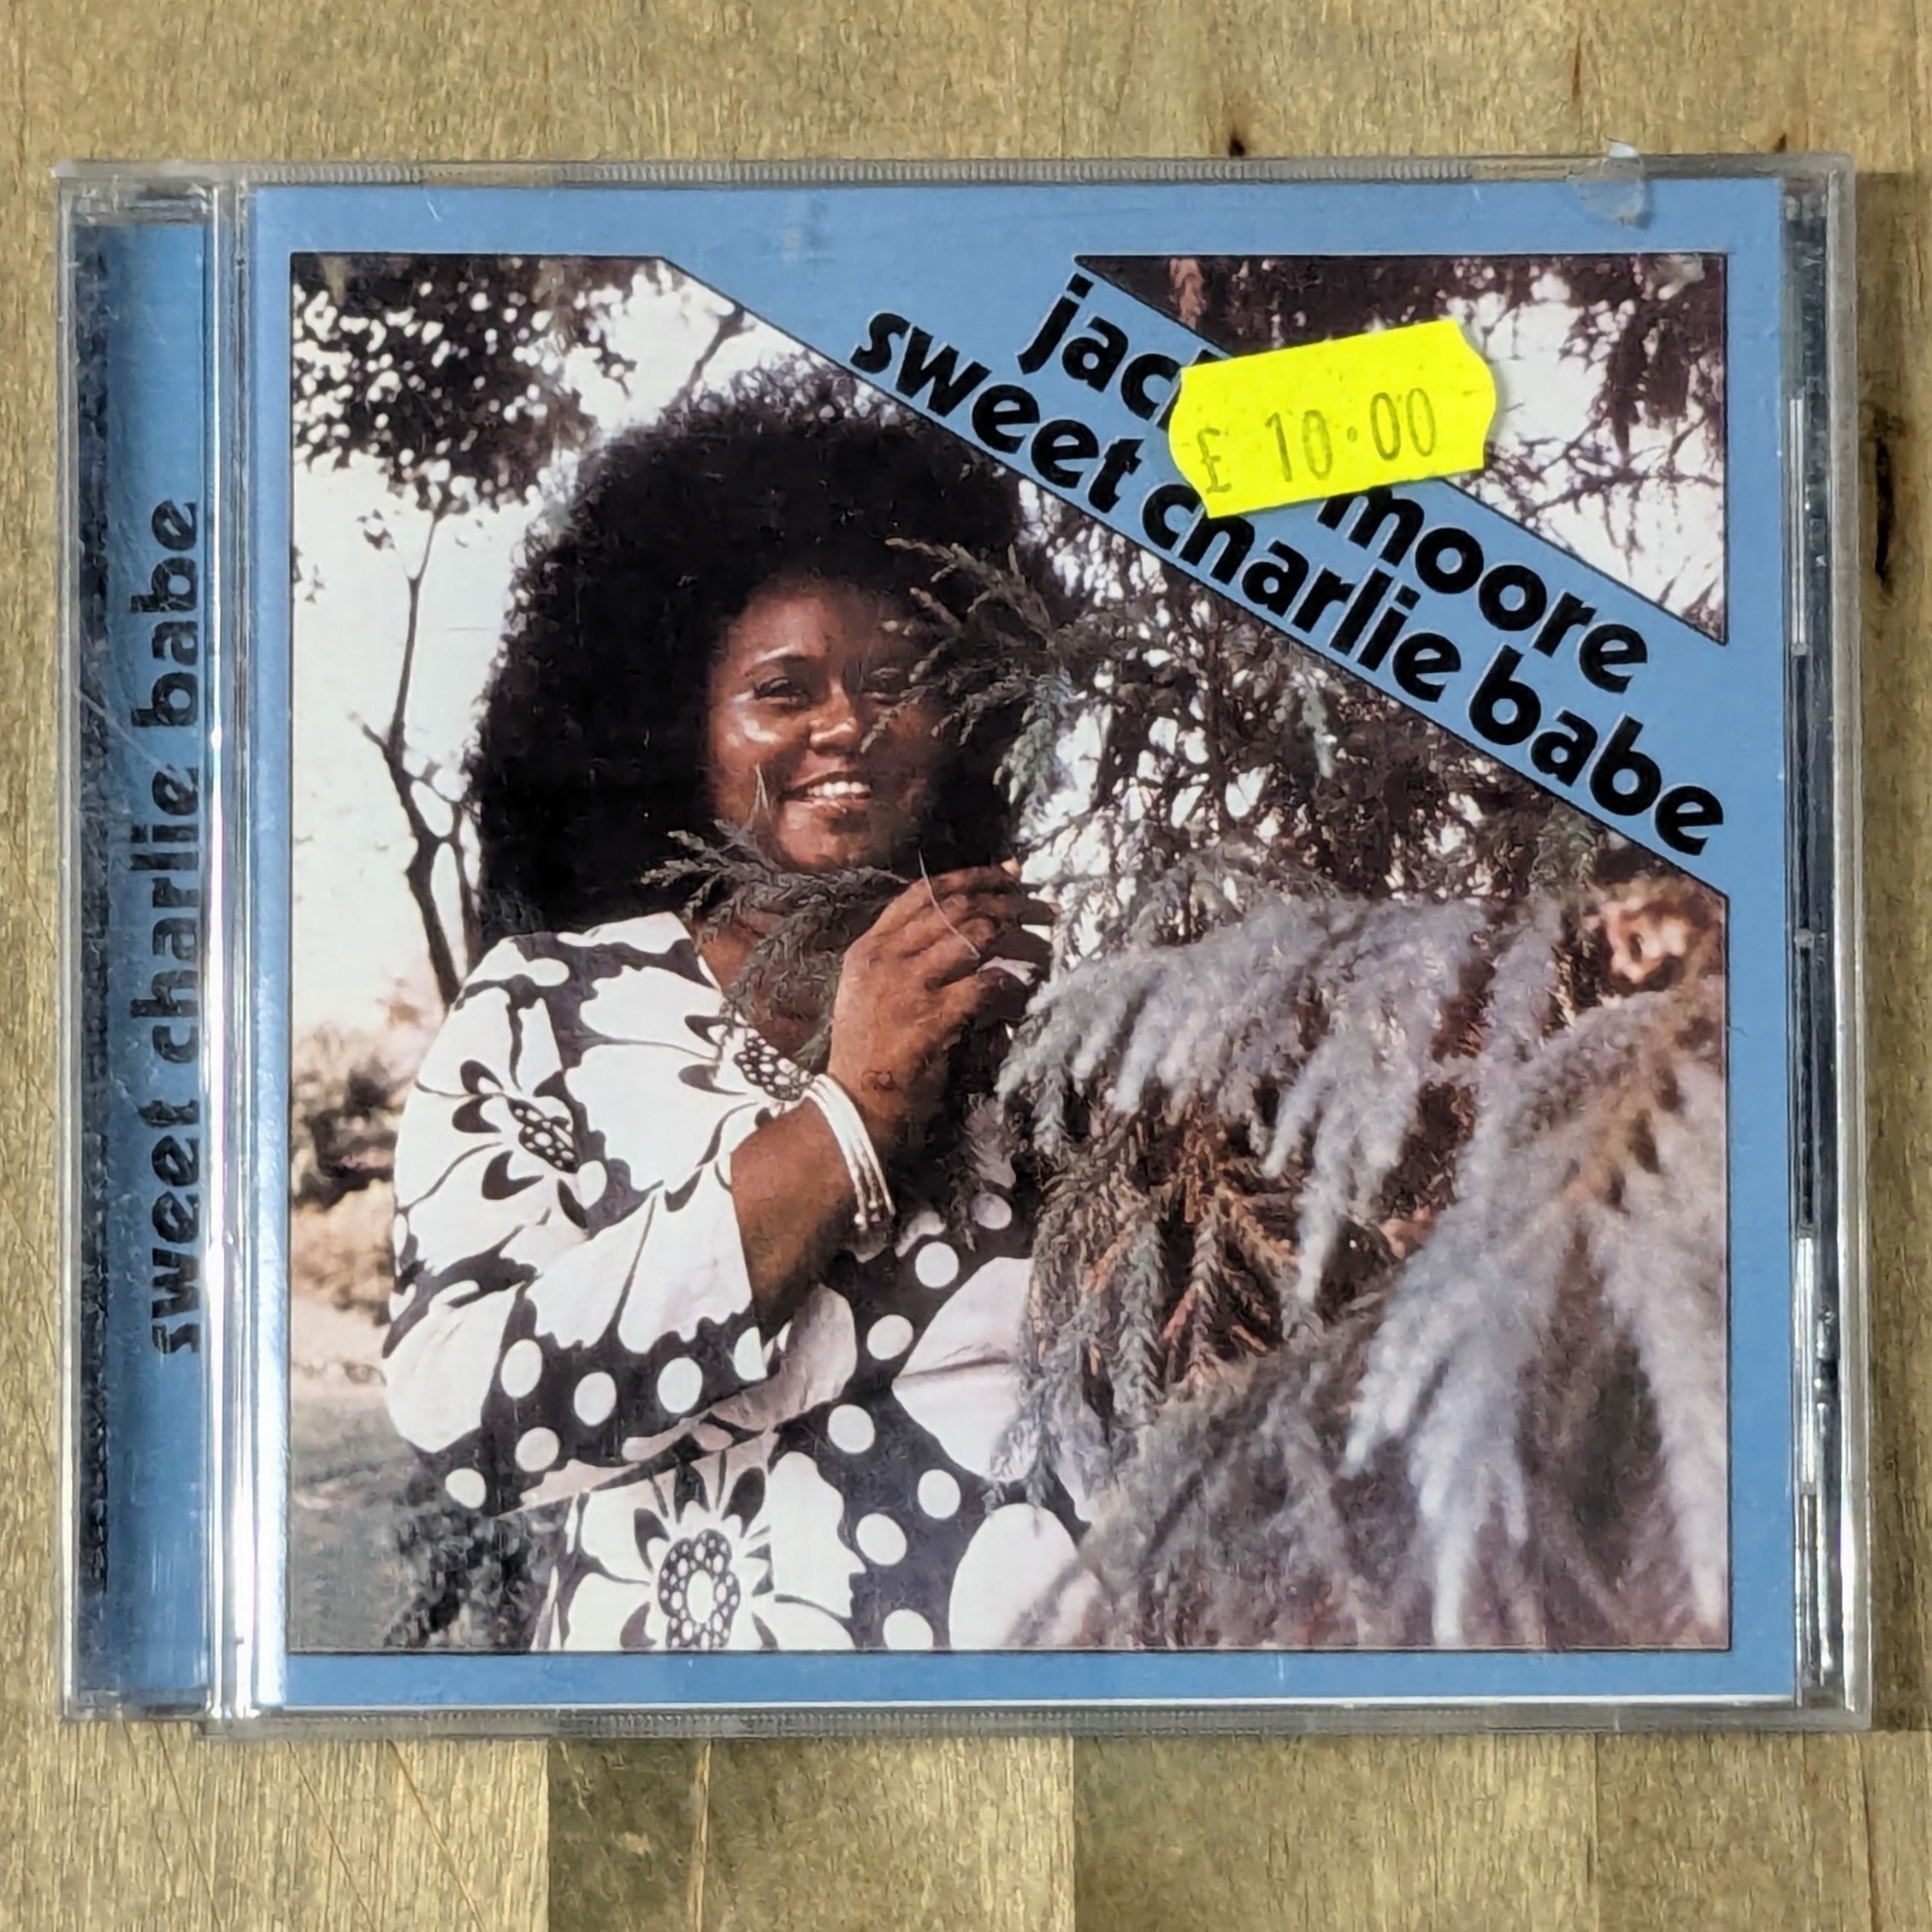 jac moore
sweet charlie babe
£ 10.00
sweet charlie babe